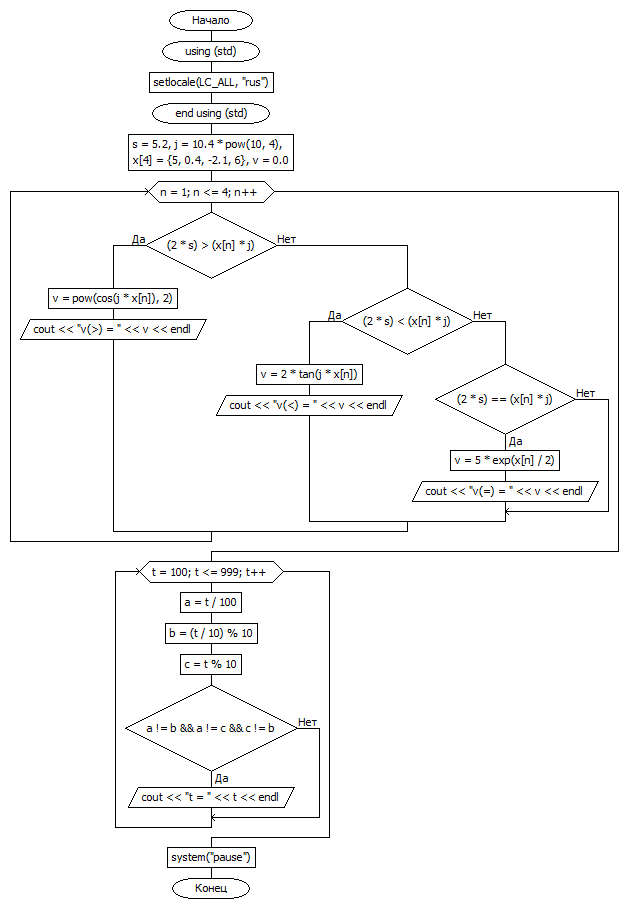 Начало
using (std)
setlocale(LC_ALL, "rus")
end using (std)
s = 5.2, j = 10.4 * pow(10, 4),
x[4] = {5, 0.4, -2.1, 6}, v = 0.0
n = 1; n <= 4; n++
Да
(2 * s) > (x[n] * j)
Нет
v = pow(cos(j * x[n]), 2)
cout << "v(>) = " << v << endl
Да
(2 * s) < (x[n] * j)
Нет
v = 2 * tan(j * x[n])
cout << "v(<) = " << v << endl
(2 * s) == (x[n] * j)
Нет
Да
v = 5 * exp(x[n] / 2)
cout << "v(=) = " << v << endl
t = 100; t <= 999; t++
a = t / 100
b = (t / 10) % 10
c = t % 10
a != b && a != c && c != b
Нет
Да
cout << "t = " << t << endl
system("pause")
Конец